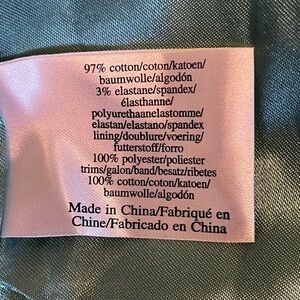 97% cotton/coton/katoen/
baumwolle/algodón
3% elastane/spandex/
élasthanne/
polyurethaanelastomme/
elastan/elastano/spandex
lining/doublure/voering/
futterstoff/forro
100% polyester/poliester
trims/galon/band/besatz/ribetes
100% cotton/coton/katoen/
baumwolle/algodón
Made in China/Fabriqué en
Chine/Fabricado en China